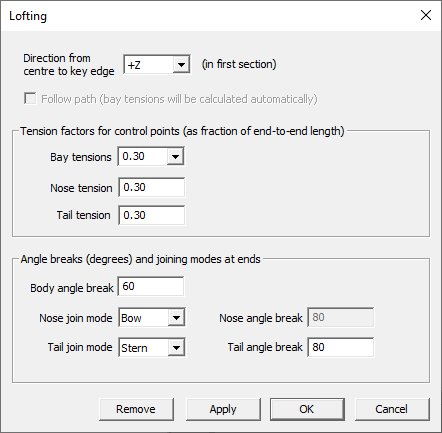 Lofting
Direction from
centre to key edge
+Z
(in first section)
Follow path (bay tensions will be calculated automatically)
Tension factors for control points (as fraction of end-to-end length)
Bay tensions 0.30
Nose tension 0.30
Tail tension 0.30
Angle breaks (degrees) and joining modes at ends
Body angle break 60
Nose join mode Bow Nose angle break 80
Tail join mode Stern Tail angle break 80
Remove Apply OK Cancel